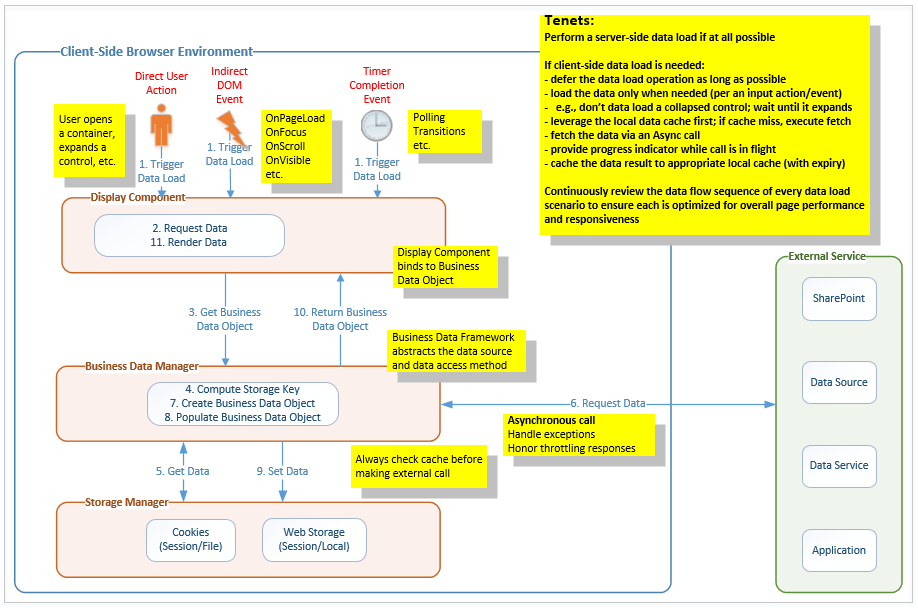 Tenets:
Perform a server-side data load if at all possible
If client-side data load is needed:
- defer the data load operation as long as possible
- load the data only when needed (per an input action/event)
-   e.g., don't data load a collapsed control; wait until it expands
- leverage the local data cache first; if cache miss, execute fetch
- fetch the data via an Async call
- provide progress indicator while call is in flight
- cache the data result to appropriate local cache (with expiry)
Continuously review the data flow sequence of every data load
scenario to ensure each is optimized for overall page performance
and responsiveness
Client-Side Browser Environment
Direct User
Action
Indirect
DOM
Event
Timer
Completion
Event
User opens
a container,
expands a
control, etc.
OnPageLoad
OnFocus
OnScroll
OnVisible
etc.
Polling
Transitions
etc.
1. Trigger
Data Load
1. Trigger
Data Load
1. Trigger
Data Load
Display Component
2. Request Data
11. Render Data
Display Component
binds to Business
Data Object
3. Get Business
Data Object
10. Return Business
Data Object
Business Data Framework
abstracts the data source
and data access method
Business Data Manager
4. Compute Storage Key
7. Create Business Data Object
8. Populate Business Data Object
6. Request Data
Asynchronous call
Handle exceptions
Honor throttling responses
5. Get Data
9. Set Data
Always check cache before
making external call
Storage Manager
Cookies
(Session/File)
Web Storage
(Session/Local)
External Service
SharePoint
Data Source
Data Service
Application